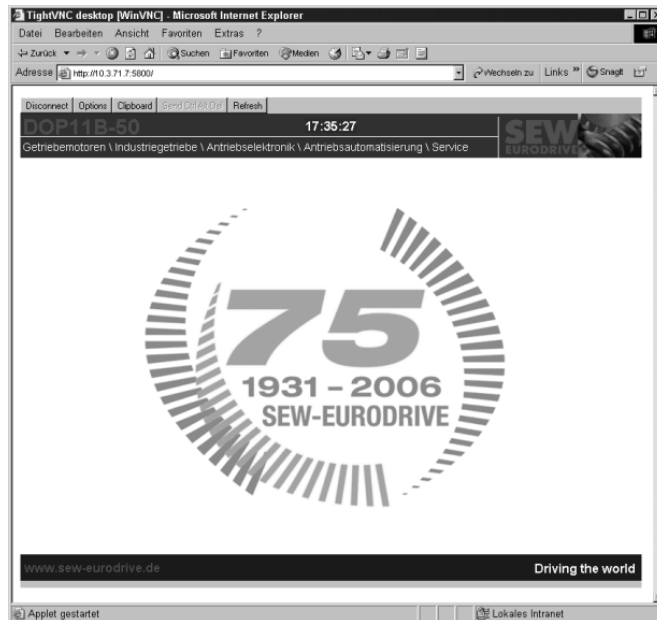 TightVNC desktop [WinVNC] - Microsoft Internet Explorer
Datei Bearbeiten Ansicht Favoriten Extras ?
Zurück Suchen Favoriten Medien
Adresse http://10.3.71.7:5800/ Wechseln zu Links » SnagIt
Disconnect Options Clipboard Send Ctrl-Alt-Del Refresh
DOP11B-50 17:35:27 SEW
EURODRIVE
Getriebemotoren \ Industriegetriebe \ Antriebselektronik \ Antriebsautomatisierung \ Service
75
1931 – 2006
SEW-EURODRIVE
www.sew-eurodrive.de Driving the world
Applet gestartet Lokales Intranet